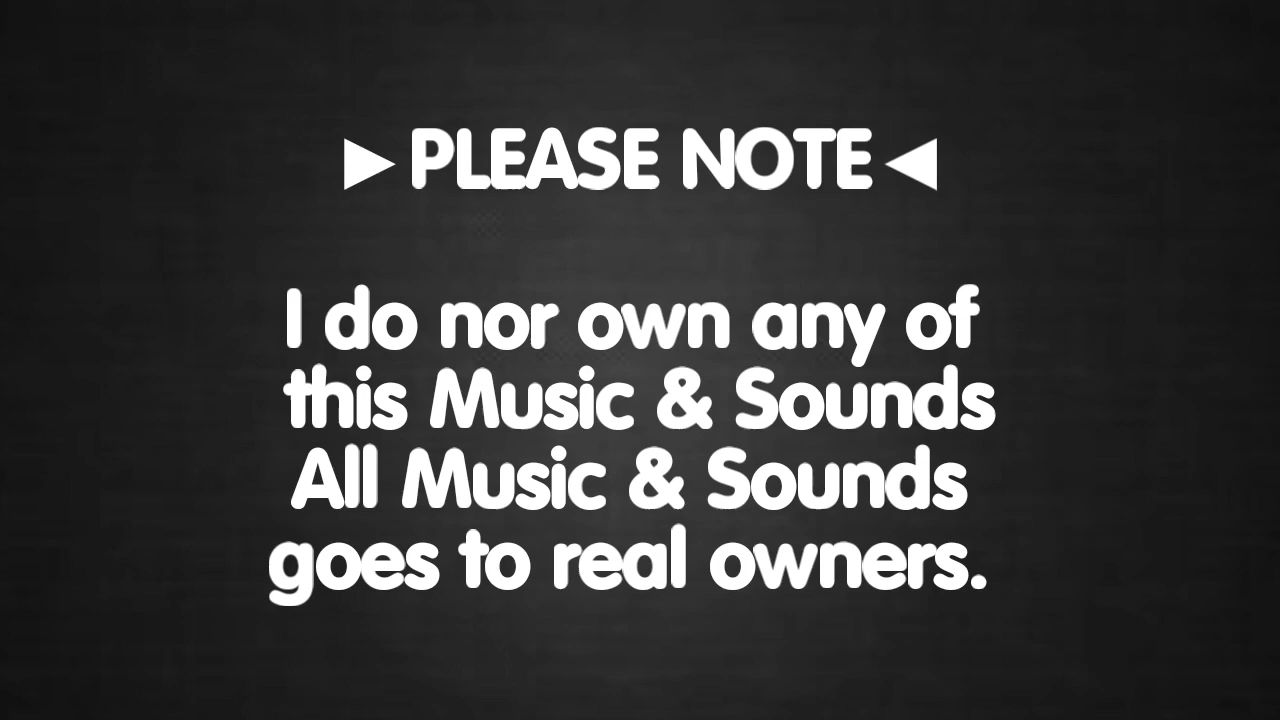 ►PLEASE NOTE◄
I do nor own any of
this Music & Sounds
All Music & Sounds
goes to real owners.